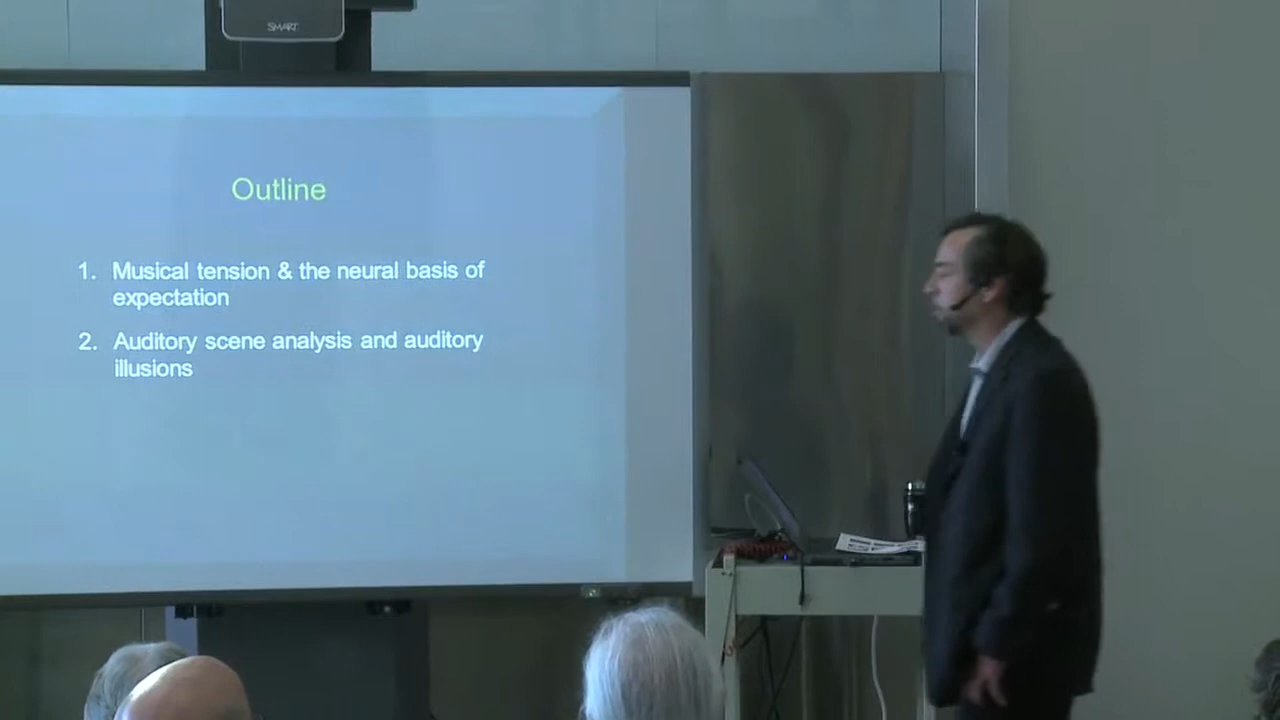 SMART
Outline
1. Musical tension & the neural basis of
expectation
2. Auditory scene analysis and auditory
illusions